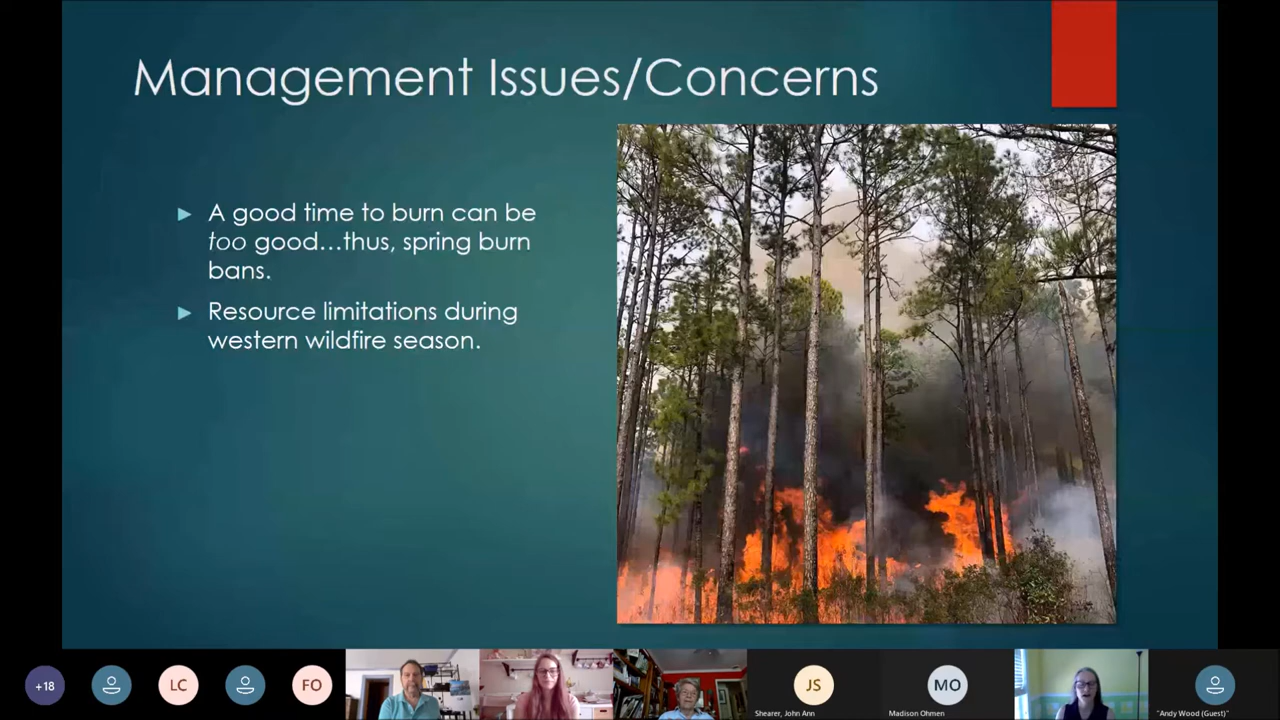 Management Issues/Concerns
A good time to burn can be
too good...thus, spring burn
bans.
Resource limitations during
western wildfire season.
+18
LC
FO
JS
Shearer, John Ann
MO
Madison Ohmen
"Andy Wood (Guest)"